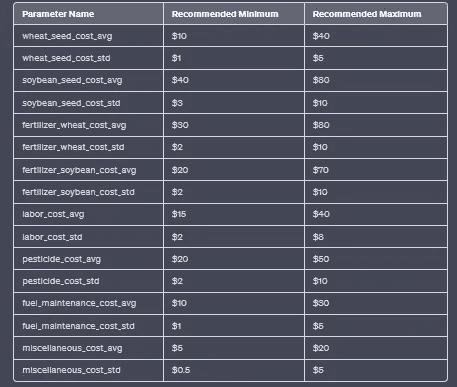 Parameter Name Recommended Minimum Recommended Maximum
wheat_seed_cost_avg $10 $40
wheat_seed_cost_std $1 $5
soybean_seed_cost_avg $40 $80
soybean_seed_cost_std $3 $10
fertilizer_wheat_cost_avg $30 $80
fertilizer_wheat_cost_std $2 $10
fertilizer_soybean_cost_avg $20 $70
fertilizer_soybean_cost_std $2 $10
labor_cost_avg $15 $40
labor_cost_std $2 $8
pesticide_cost_avg $20 $50
pesticide_cost_std $2 $10
fuel_maintenance_cost_avg $10 $30
fuel_maintenance_cost_std $1 $5
miscellaneous_cost_avg $5 $20
miscellaneous_cost_std $0.5 $5